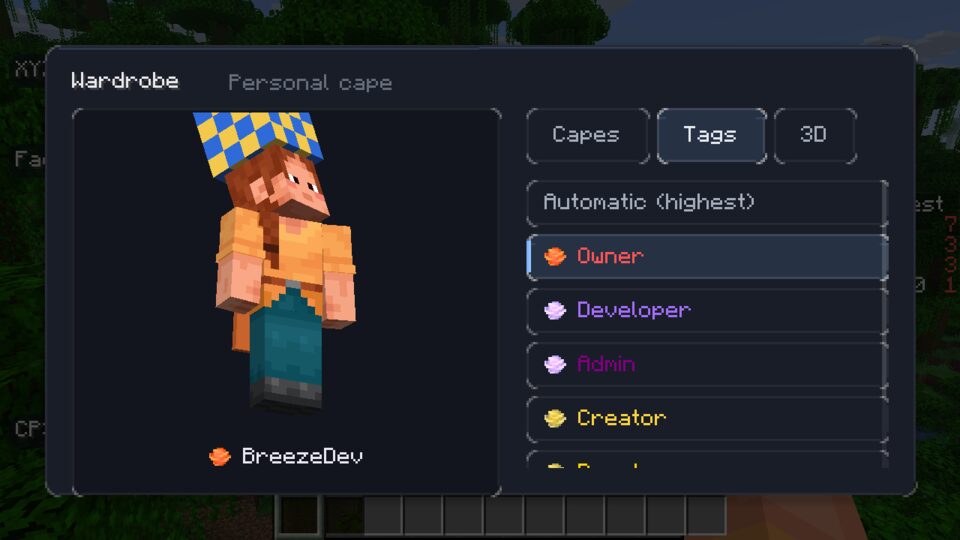 Wardrobe
Personal cape
Capes
Tags
3D
Automatic (highest)
Owner
Developer
Admin
Creator
BreezeDev